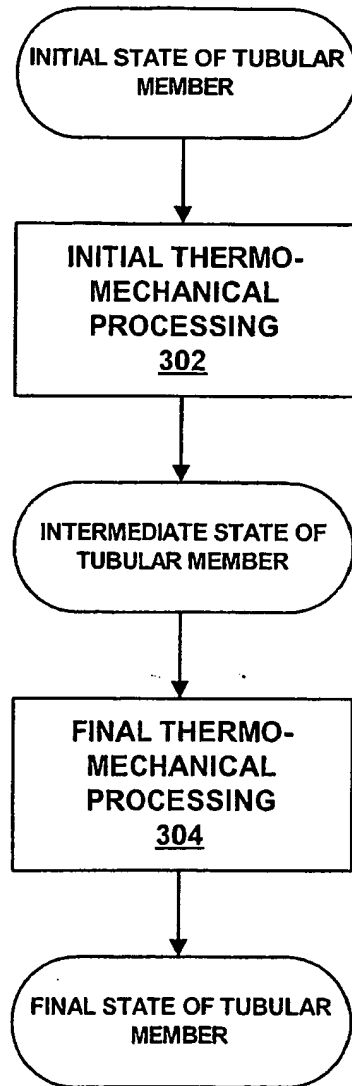 INITIAL STATE OF TUBULAR
MEMBER
INITIAL THERMO-
MECHANICAL
PROCESSING
302
INTERMEDIATE STATE OF
TUBULAR MEMBER
FINAL THERMO-
MECHANICAL
PROCESSING
304
FINAL STATE OF TUBULAR
MEMBER